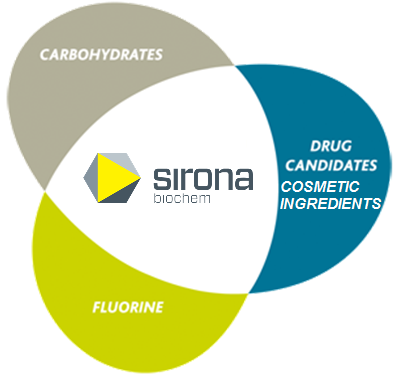 CARBOHYDRATES
DRUG
CANDIDATES
COSMETIC
INGREDIENTS
sirona
biochem
FLUORINE